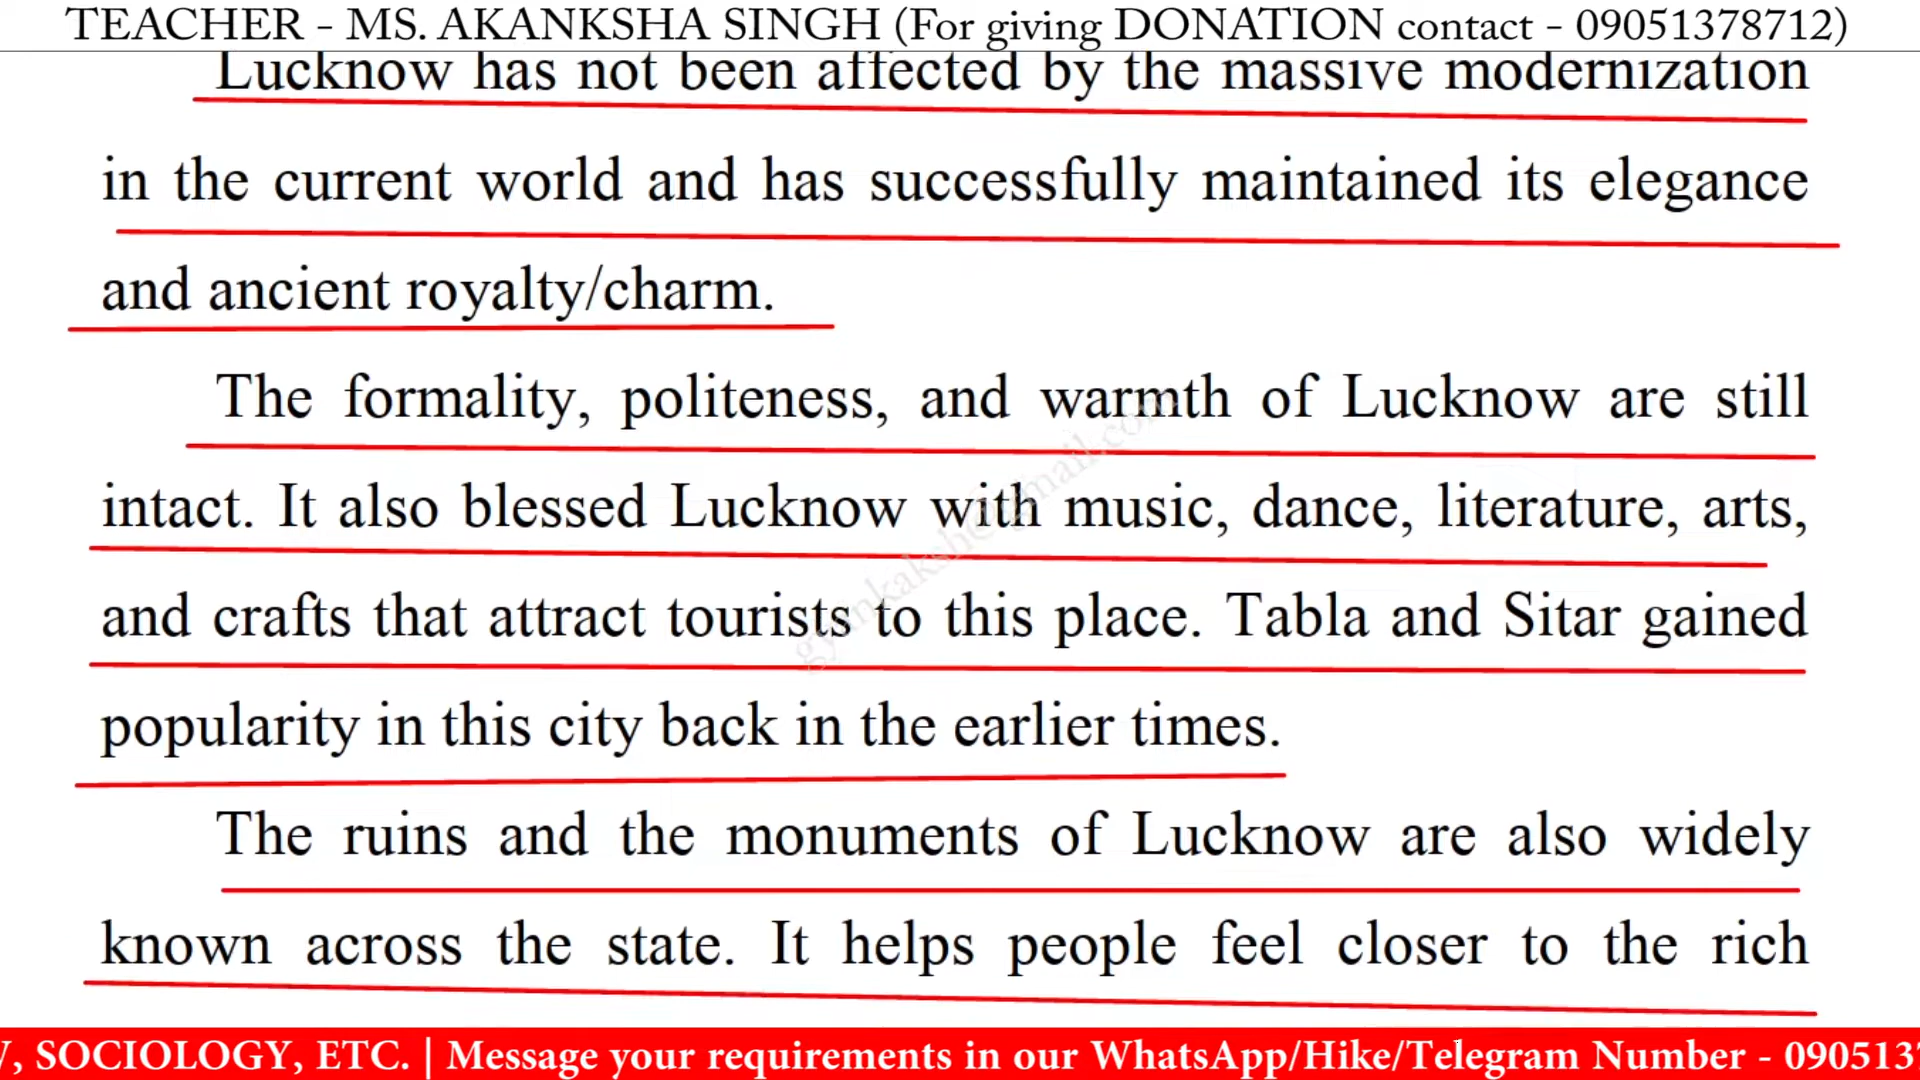 TEACHER - MS. AKANKSHA SINGH (For giving DONATION contact - 09051378712)
Lucknow has not been affected by the massive modernization
in the current world and has successfully maintained its elegance
and ancient royalty/charm.
The formality, politeness, and warmth of Lucknow are still
intact. It also blessed Lucknow with music, dance, literature, arts,
and crafts that attract tourists to this place. Tabla and Sitar gained
popularity in this city back in the earlier times.
The ruins and the monuments of Lucknow are also widely
known across the state. It helps people feel closer to the rich
, SOCIOLOGY, ETC. | Message your requirements in our WhatsApp/Hike/Telegram Number - 090513